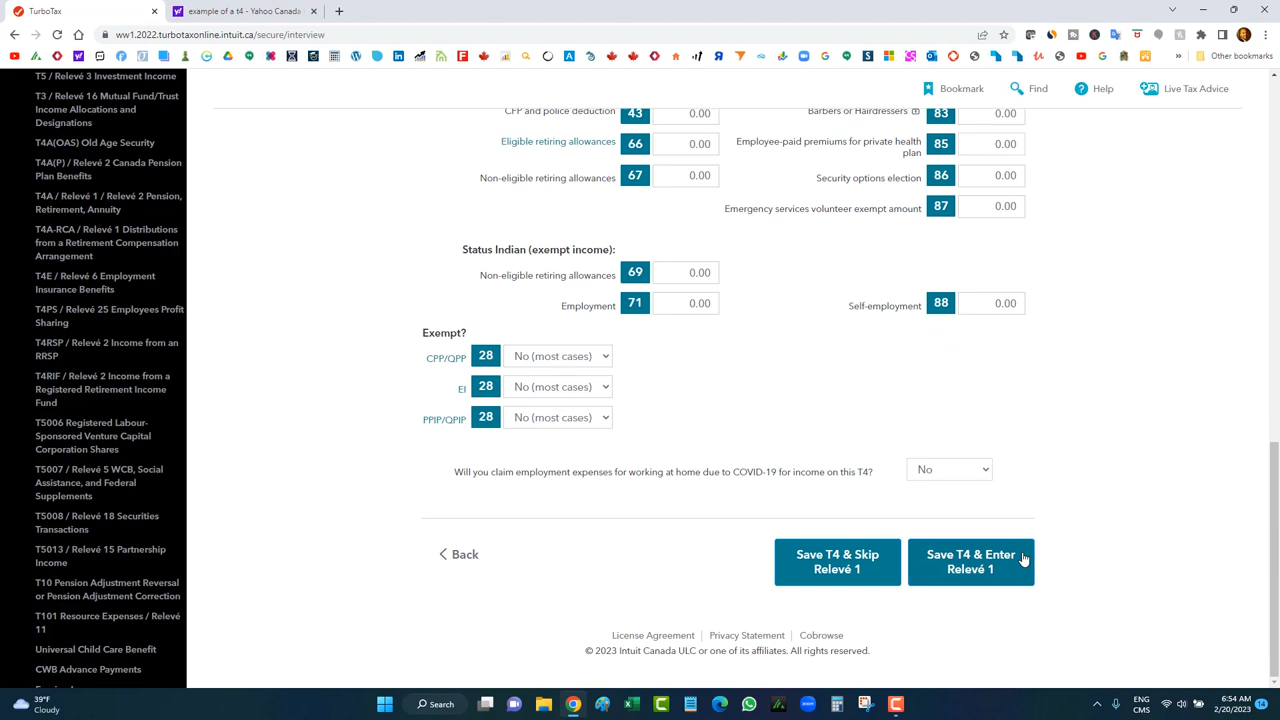 TurboTax
example of a t4 - Yahoo Canada
ww1.2022.turbotaxonline.intuit.ca/secure/interview
Other bookmarks
Bookmark
Find
Help
Live Tax Advice
T5 / Relevé 3 Investment Income
T3 / Relevé 16 Mutual Fund/Trust
Income Allocations and
Designations
T4A(OAS) Old Age Security
T4A(P) / Relevé 2 Canada Pension
Plan Benefits
T4A / Relevé 1 / Relevé 2 Pension,
Retirement, Annuity
T4A-RCA / Relevé 1 Distributions
from a Retirement Compensation
Arrangement
T4E / Relevé 6 Employment
Insurance Benefits
T4PS / Relevé 25 Employees Profit
Sharing
T4RSP / Relevé 2 Income from an
RRSP
T4RIF / Relevé 2 Income from a
Registered Retirement Income
Fund
T5006 Registered Labour-
Sponsored Venture Capital
Corporation Shares
T5007 / Relevé 5 WCB, Social
Assistance, and Federal
Supplements
T5008 / Relevé 18 Securities
Transactions
T5013 / Relevé 15 Partnership
Income
T10 Pension Adjustment Reversal
or Pension Adjustment Correction
T101 Resource Expenses / Relevé
11
Universal Child Care Benefit
CWB Advance Payments
CFP and police deduction 43 0.00
Barbers or Hairdressers 83 0.00
Eligible retiring allowances 66 0.00
Employee-paid premiums for private health
plan 85 0.00
Non-eligible retiring allowances 67 0.00
Security options election 86 0.00
Emergency services volunteer exempt amount 87 0.00
Status Indian (exempt income):
Non-eligible retiring allowances 69 0.00
Employment 71 0.00
Self-employment 88 0.00
Exempt?
CPP/QPP 28 No (most cases)
EI 28 No (most cases)
PPIP/QPIP 28 No (most cases)
Will you claim employment expenses for working at home due to COVID-19 for income on this T4? No
Back
Save T4 & Skip
Relevé 1
Save T4 & Enter
Relevé 1
License Agreement | Privacy Statement | Cobrowse
© 2023 Intuit Canada ULC or one of its affiliates. All rights reserved.
39°F
Cloudy
Search
ENG
CMS
6:54 AM
2/20/2023